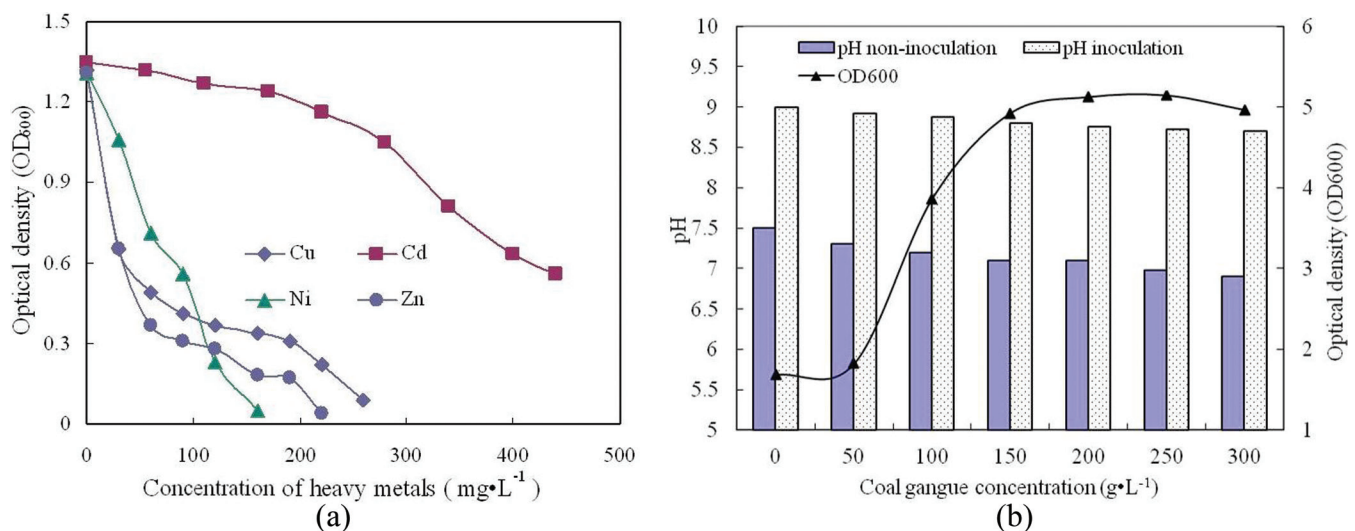 1.5
1.2
0.9
0.6
0.3
0
Optical density (OD600)
Cu
Cd
Ni
Zn
0 100 200 300 400 500
Concentration of heavy metals ( mg•L-1)
(a)
10
9.5
9
8.5
8
7.5
7
6.5
6
5.5
5
pH
pH non-inoculation
pH inoculation
OD600
6
5
4
3
2
1
Optical density (OD600)
0 50 100 150 200 250 300
Coal gangue concentration (g•L-1)
(b)